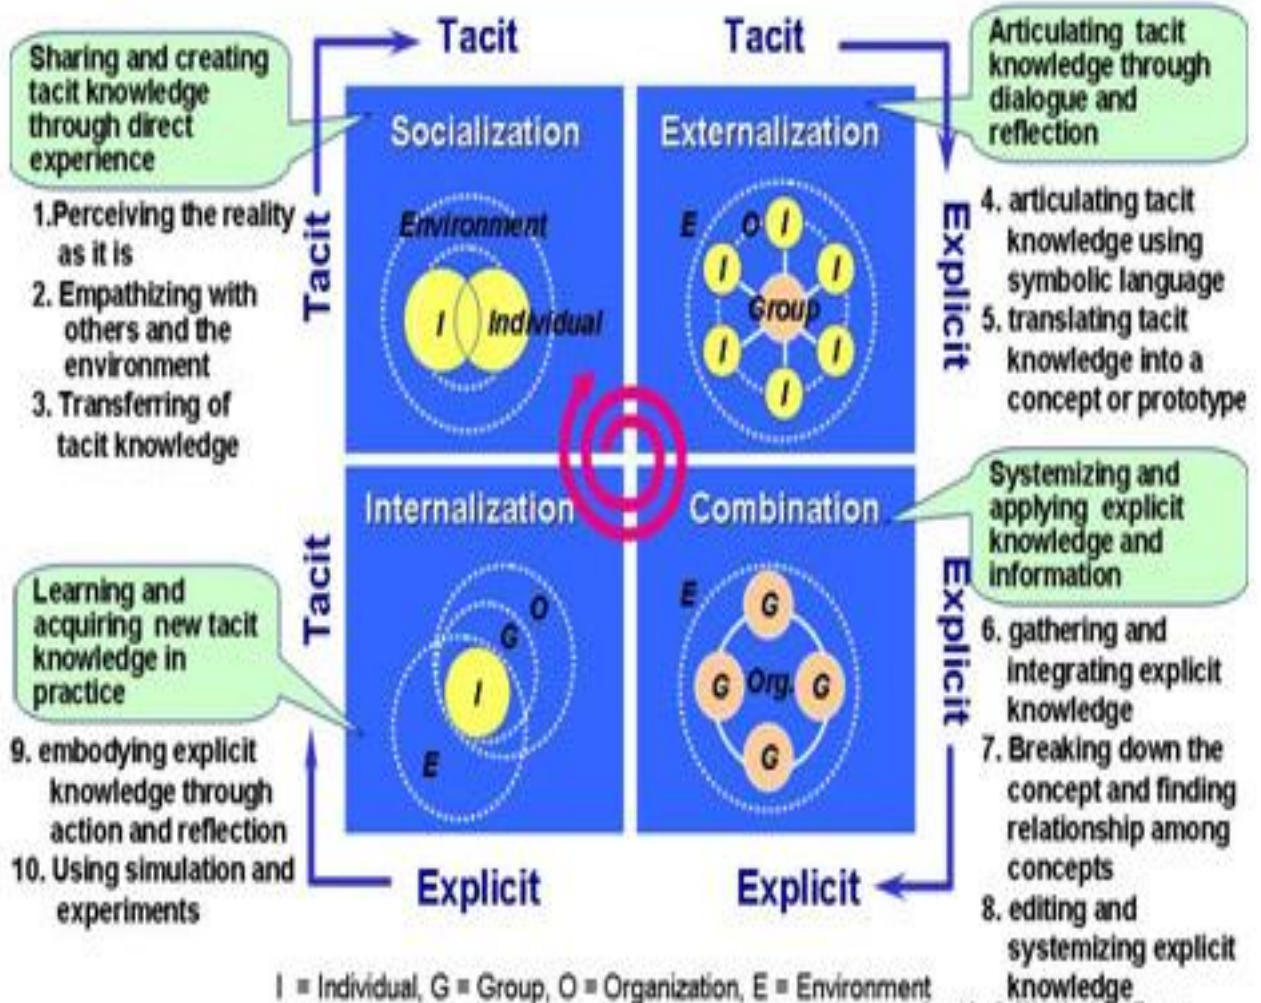 Tacit
Tacit
Sharing and creating
tacit knowledge
through direct
experience
Articulating tacit
knowledge through
dialogue and
reflection
Socialization
Externalization
1.Perceiving the reality
as it is
2. Empathizing with
others and the
environment
3. Transferring of
tacit knowledge
Tacit
Environment
I
Individual
E
O
I
I
I
Group
I
I
I
Explicit
4. articulating tacit
knowledge using
symbolic language
5. translating tacit
knowledge into a
concept or prototype
Internalization
Combination
Systemizing and
applying explicit
knowledge and
information
Tacit
Learning and
acquiring new tacit
knowledge in
practice
O
G
I
E
E
G
G
Org.
G
G
Explicit
6. gathering and
integrating explicit
knowledge
7. Breaking down the
concept and finding
relationship among
concepts
8. editing and
systemizing explicit
knowledge
9. embodying explicit
knowledge through
action and reflection
10. Using simulation and
experiments
Explicit
Explicit
I = Individual, G = Group, O = Organization, E = Environment